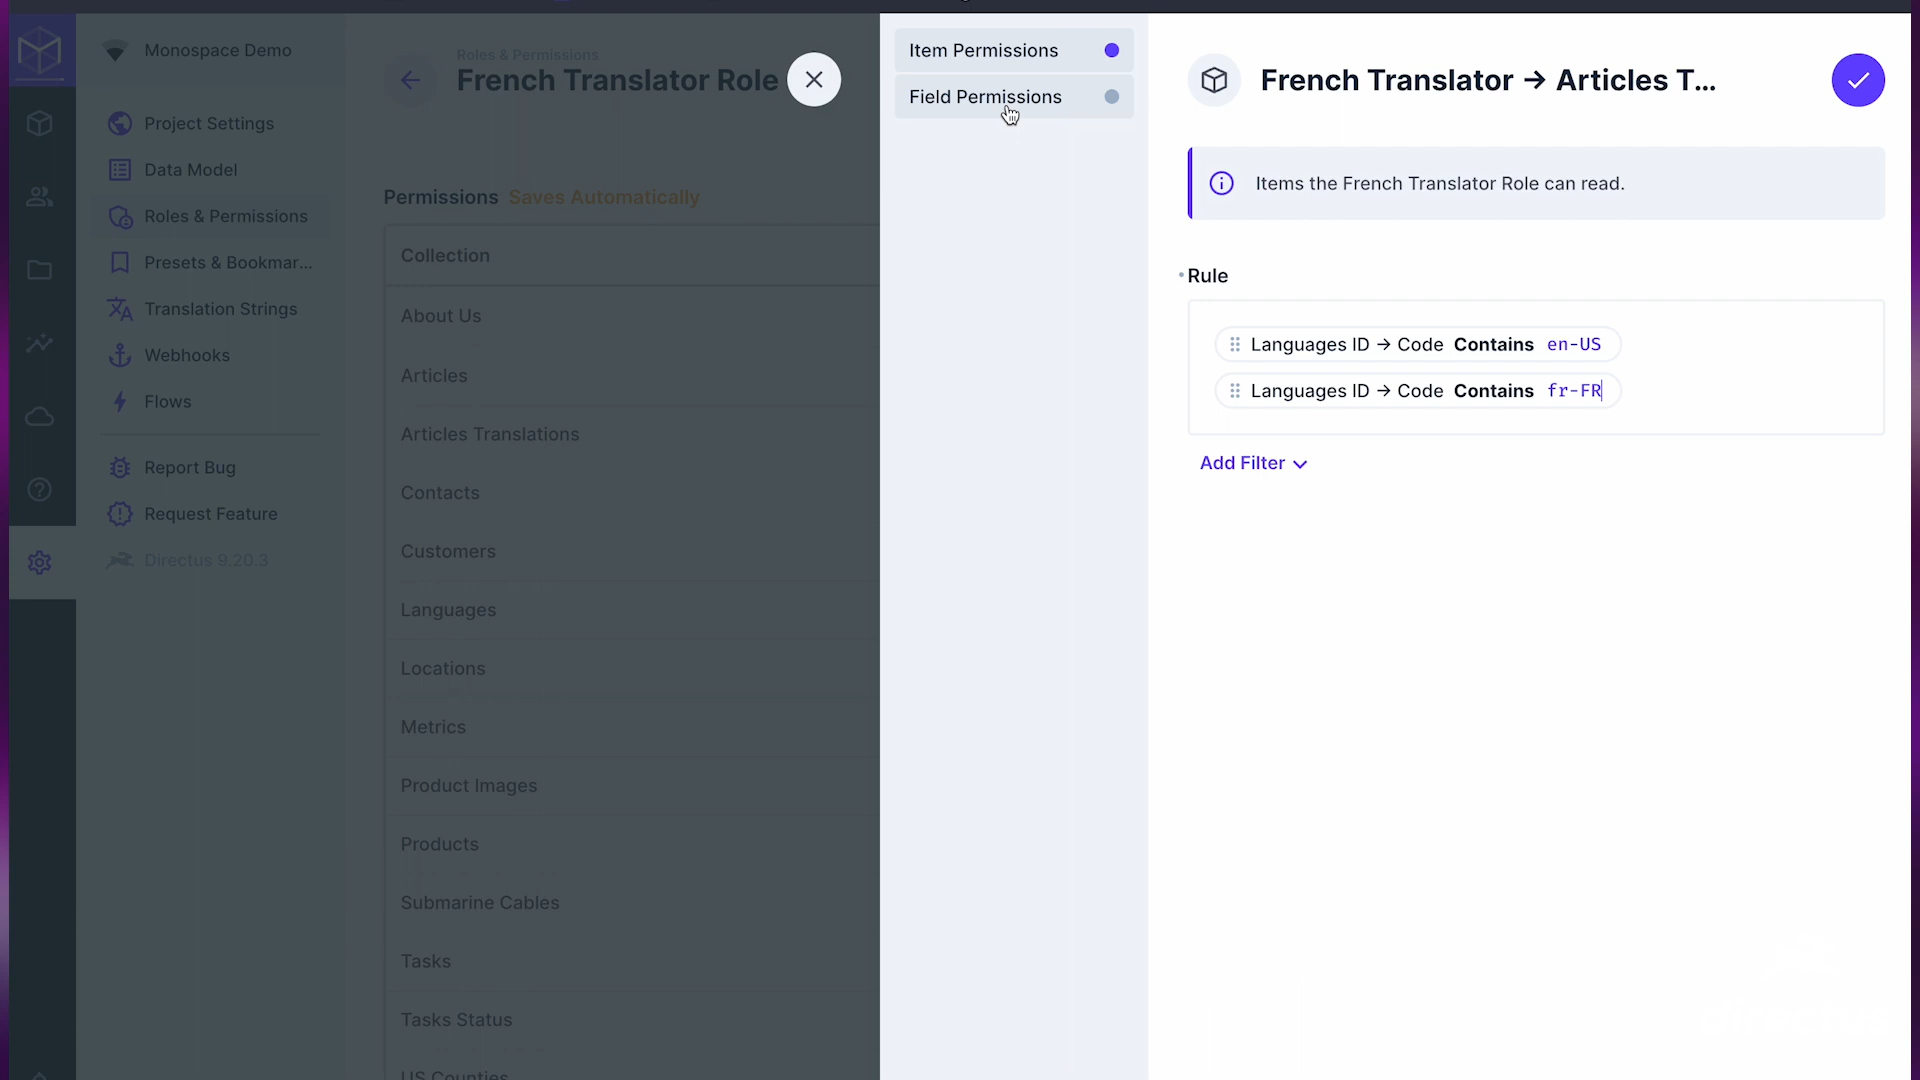 Monospace Demo
Project Settings
Data Model
Roles & Permissions
Presets & Bookmar...
Translation Strings
Webhooks
Flows
Report Bug
Request Feature
Directus 9.20.3
Roles & Permissions
French Translator Role
Permissions Saves Automatically
Collection
About Us
Articles
Articles Translations
Contacts
Customers
Languages
Locations
Metrics
Product Images
Products
Submarine Cables
Tasks
Tasks Status
US Counties
Item Permissions
Field Permissions
French Translator → Articles T...
Items the French Translator Role can read.
Rule
Languages ID → Code Contains en-US
Languages ID → Code Contains fr-FR
Add Filter